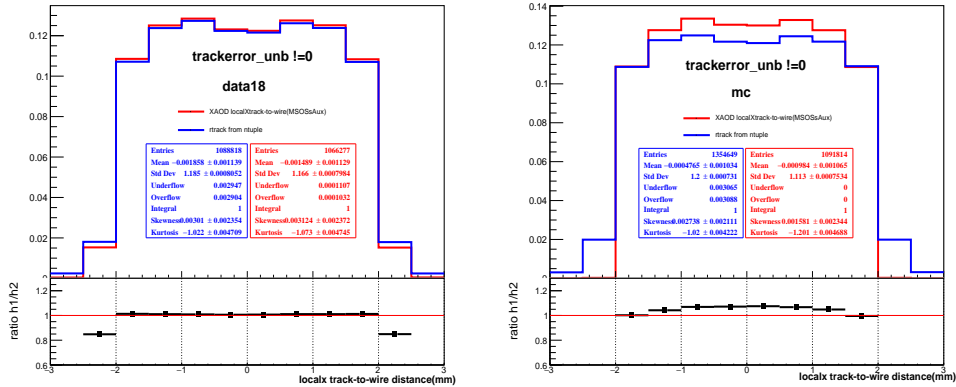 0.12
0.1
0.08
0.06
0.04
0.02
0
trackerror_unb !=0
data18
XAOD localXtrack-to-wire(MSOSsAux)
rtrack from ntuple
Entries 1088818
Mean −0.001858 ± 0.001139
Std Dev 1.185 ± 0.0008052
Underflow 0.002947
Overflow 0.002904
Integral 1
Skewness0.00301 ± 0.002354
Kurtosis −1.022 ± 0.004709
Entries 1066277
Mean −0.001489 ± 0.001129
Std Dev 1.166 ± 0.0007984
Underflow 0.0001107
Overflow 0.0001032
Integral 1
Skewness0.003124 ± 0.002372
Kurtosis −1.073 ± 0.004745
ratio h1/h2
1.2
1
0.8
0.6
−3 −2 −1 0 1 2 3
localx track-to-wire distance(mm)
0.14
0.12
0.1
0.08
0.06
0.04
0.02
0
trackerror_unb !=0
mc
XAOD localXtrack-to-wire(MSOSsAux)
rtrack from ntuple
Entries 1354649
Mean −0.0004765 ± 0.001034
Std Dev 1.2 ± 0.000731
Underflow 0.003065
Overflow 0.003088
Integral 1
Skewness0.002738 ± 0.002111
Kurtosis −1.02 ± 0.004222
Entries 1091814
Mean −0.000984 ± 0.001065
Std Dev 1.113 ± 0.0007534
Underflow 0
Overflow 0
Integral 1
Skewness0.001581 ± 0.002344
Kurtosis −1.201 ± 0.004688
ratio h1/h2
1.2
1
0.8
0.6
−3 −2 −1 0 1 2 3
localx track-to-wire distance(mm)